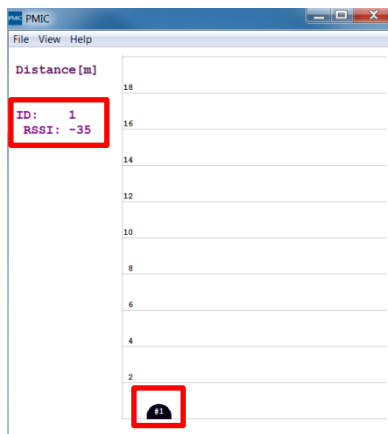 PMIC PMIC
File View Help
Distance[m]
18
ID: 1
RSSI: -35
16
14
12
10
8
6
4
2
#1